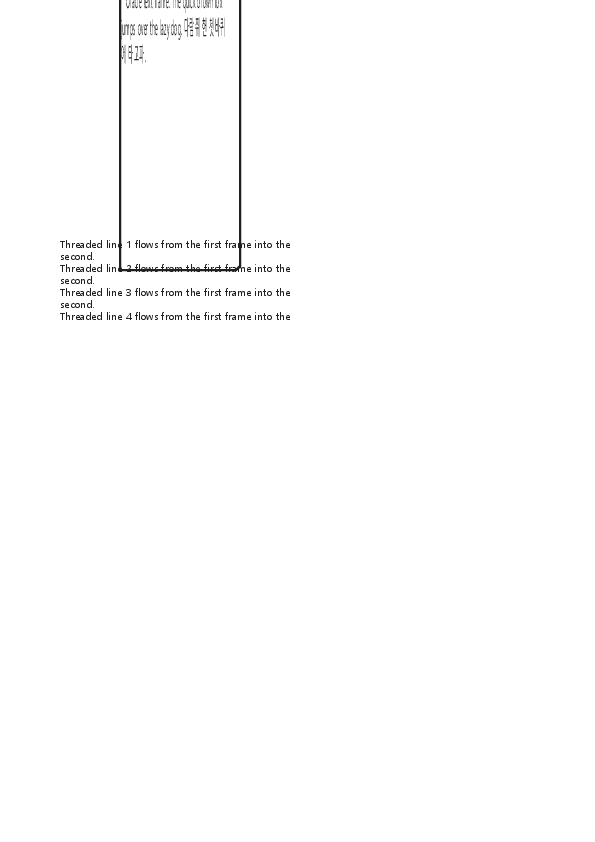 Oracle text frame. The quick brown fox
jumps over the lazy dog. 다람쥐 헌 쳇바퀴
에 타고파.
Threaded line 1 flows from the first frame into the
second.
Threaded line 2 flows from the first frame into the
second.
Threaded line 3 flows from the first frame into the
second.
Threaded line 4 flows from the first frame into the